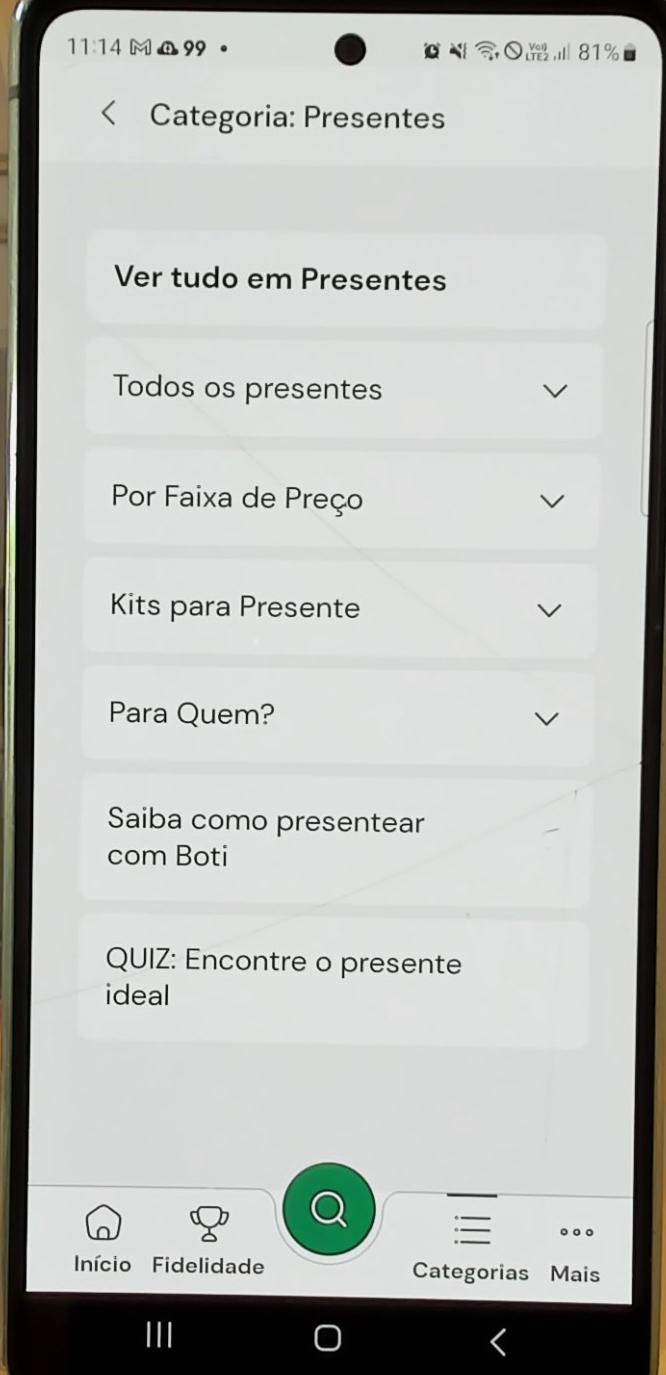 11:14 99
81%
Categoria: Presentes
Ver tudo em Presentes
Todos os presentes
Por Faixa de Preço
Kits para Presente
Para Quem?
Saiba como presentear
com Boti
QUIZ: Encontre o presente
ideal
Início Fidelidade Categorias Mais